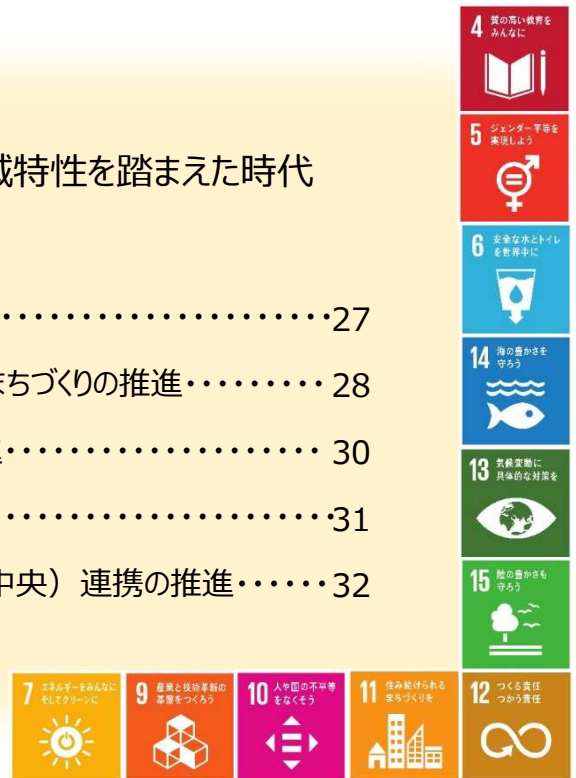 域特性を踏まえた時代
・・・・・・・・・・・・・・・・・・・・・・27
まちづくりの推進・・・・・・・・・28
・・・・・・・・・・・・・・・・・・・・30
・・・・・・・・・・・・・・・・・・・・・・31
中央）連携の推進・・・・・・32
4 質の高い教育を
みんなに
5 ジェンダー平等を
実現しよう
6 安全な水とトイレ
を世界中に
14 海の豊かさを
守ろう
13 気候変動に
具体的な対策を
15 陸の豊かさも
守ろう
7 エネルギーをみんなに
そしてクリーンに
9 産業と技術革新の
基盤をつくろう
10 人や国の不平等
をなくそう
11 住み続けられる
まちづくりを
12 つくる責任
つかう責任